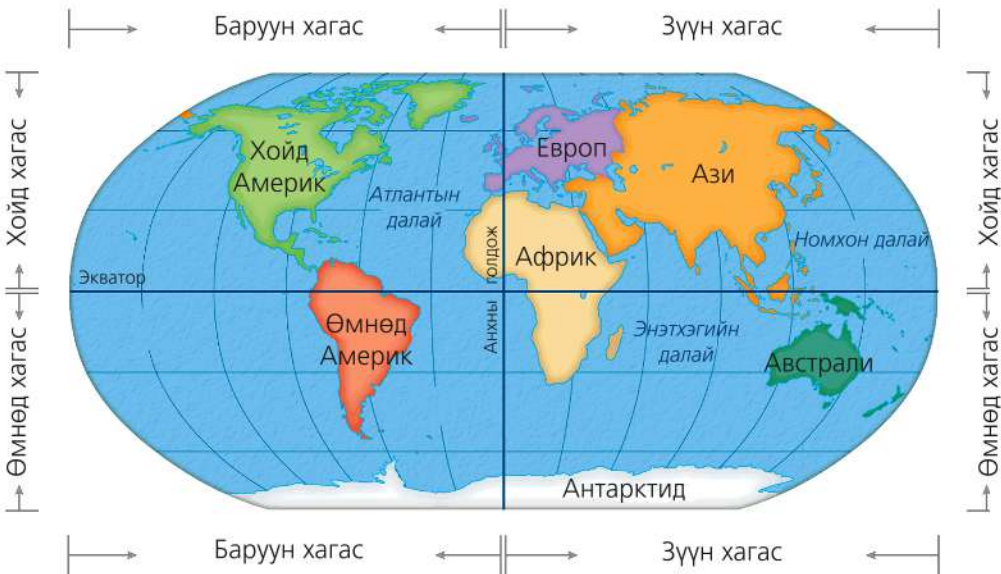 Баруун хагас
Зүүн хагас
Хойд хагас
Хойд хагас
Хойд
Америк
Европ
Ази
Атлантын
далай
Номхон далай
Африк
Экватор
Анхны голдож
Өмнөд
Америк
Энэтхэгийн
далай
Австрали
Өмнөд хагас
Өмнөд хагас
Антарктид
Баруун хагас
Зүүн хагас